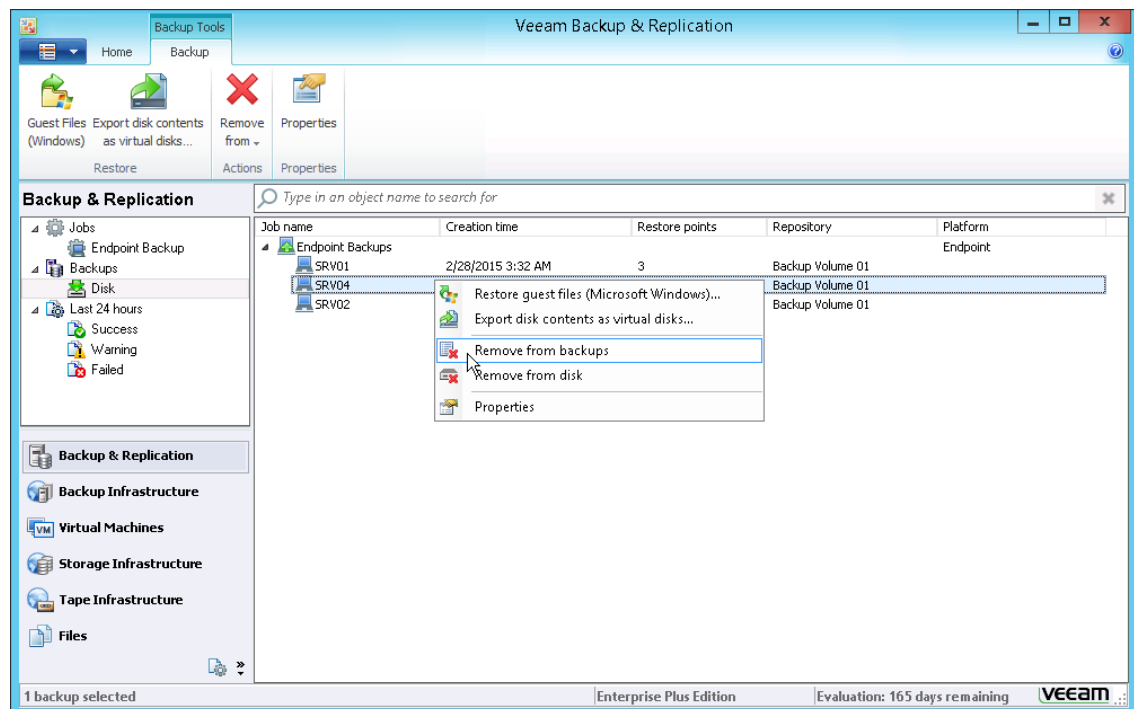 Backup Tools
Veeam Backup & Replication
Home
Backup
Guest Files
(Windows)
Export disk contents
as virtual disks...
Remove
from
Properties
Restore
Actions
Properties
Backup & Replication
Type in an object name to search for
Jobs
Endpoint Backup
Backups
Disk
Last 24 hours
Success
Warning
Failed
Job name Creation time Restore points Repository Platform
Endpoint Backups Endpoint
SRV01 2/28/2015 3:32 AM 3 Backup Volume 01
SRV04 Backup Volume 01
SRV02 Backup Volume 01
Restore guest files (Microsoft Windows)...
Export disk contents as virtual disks...
Remove from backups
Remove from disk
Properties
Backup & Replication
Backup Infrastructure
VM Virtual Machines
Storage Infrastructure
Tape Infrastructure
Files
1 backup selected
Enterprise Plus Edition
Evaluation: 165 days remaining
veeam